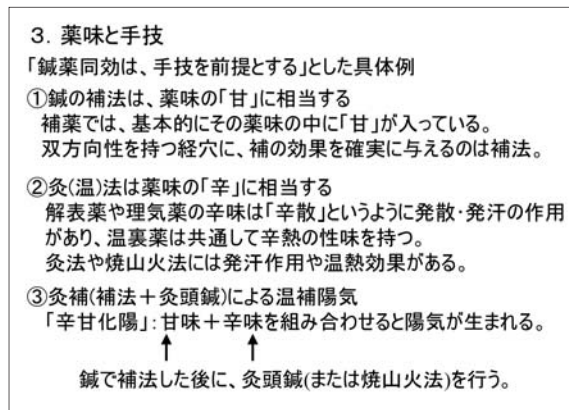 ３．薬味と手技
「鍼薬同効は、手技を前提とする」とした具体例
①鍼の補法は、薬味の「甘」に相当する
補薬では、基本的にその薬味の中に「甘」が入っている。
双方向性を持つ経穴に、補の効果を確実に与えるのは補法。
②灸(温)法は薬味の「辛」に相当する
解表薬や理気薬の辛味は「辛散」というように発散・発汗の作用
があり、温裏薬は共通して辛熱の性味を持つ。
灸法や焼山火法には発汗作用や温熱効果がある。
③灸補(補法＋灸頭鍼)による温補陽気
「辛甘化陽」：甘味＋辛味を組み合わせると陽気が生まれる。
鍼で補法した後に、灸頭鍼(または焼山火法)を行う。